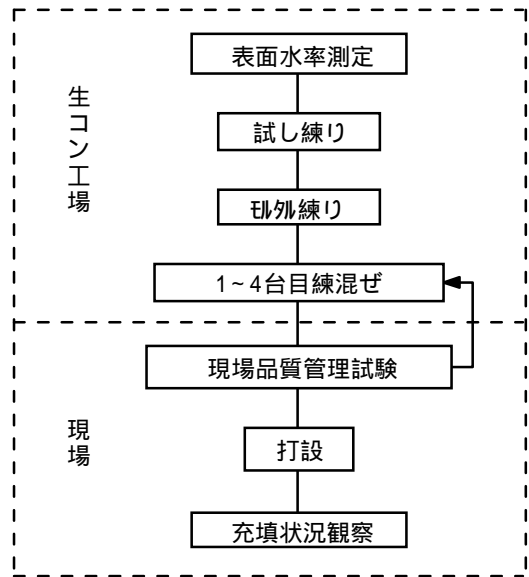 表面水率測定
生コン工場
試し練り
ﾓﾙﾀﾙ練り
1~4台目練混ぜ
現場品質管理試験
現場
打設
充填状況観察